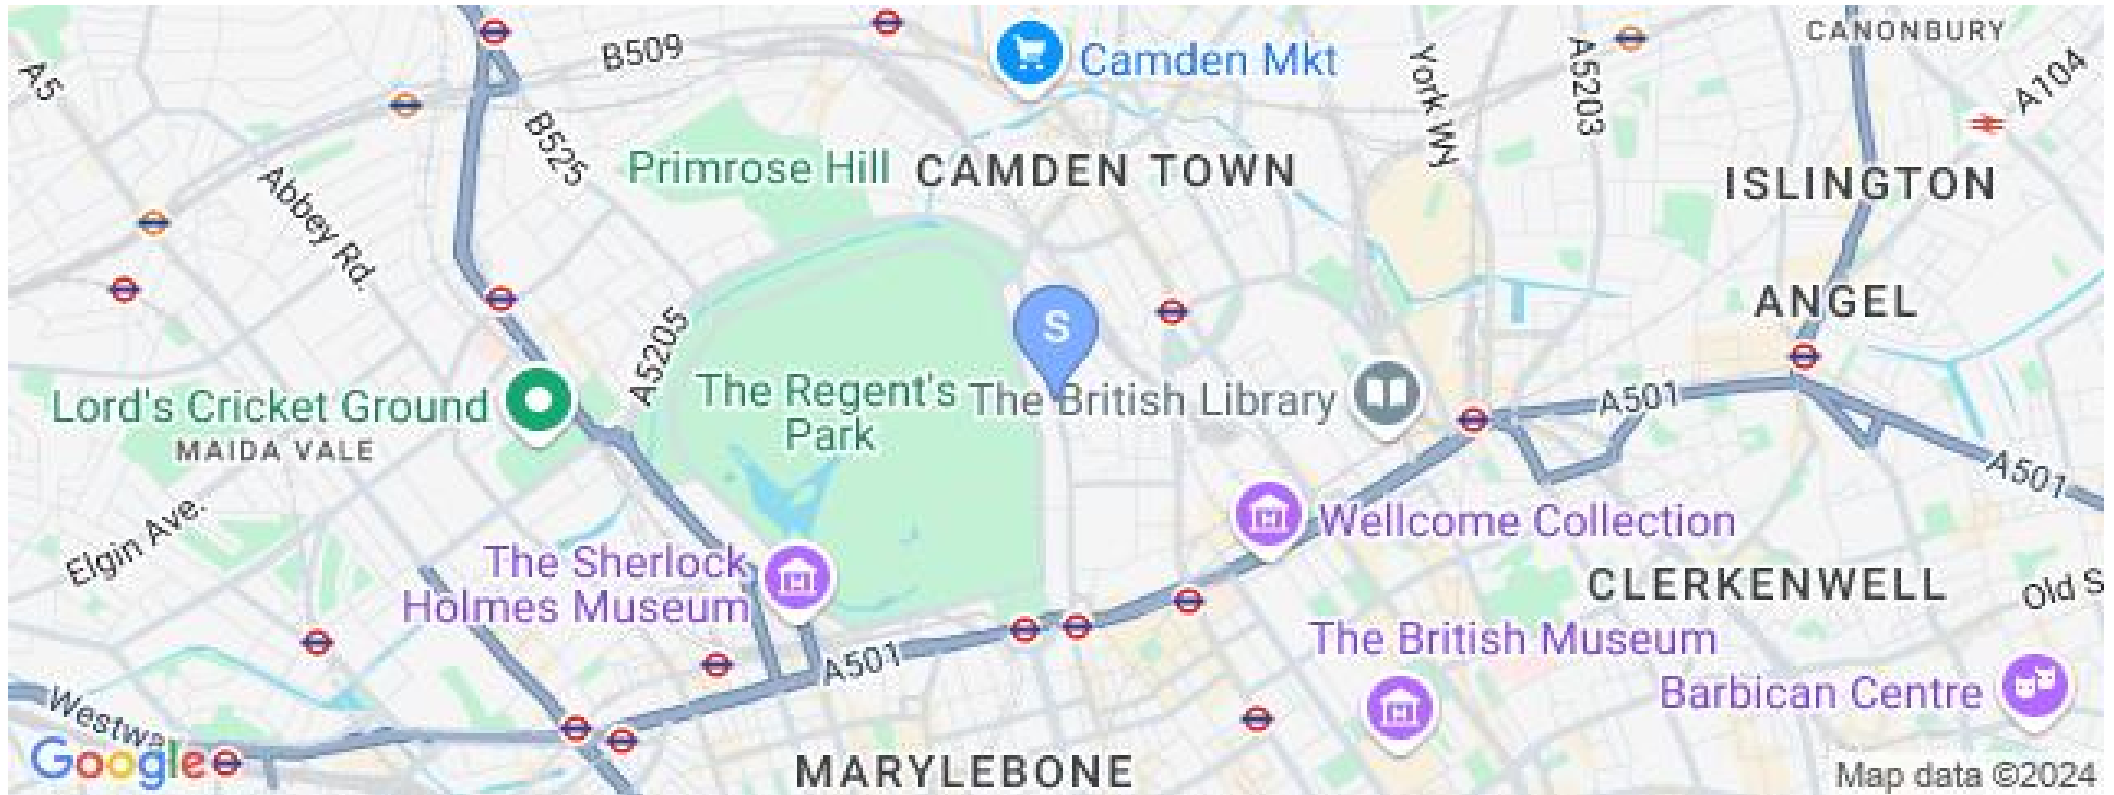 CANONBURY
B509
Camden Mkt
A5
York W
A5203
A104
B525
Primrose Hill
CAMDEN TOWN
ISLINGTON
Abbey Rd.
ANGEL
S
A5205
The Regent's
Park
The British Library
A501
Lord's Cricket Ground
MAIDA VALE
A501
Elgin Ave.
Wellcome Collection
The Sherlock
Holmes Museum
CLERKENWELL
Old S
The British Museum
A501
Barbican Centre
Westwa
Google
MARYLEBONE
Map data ©2024